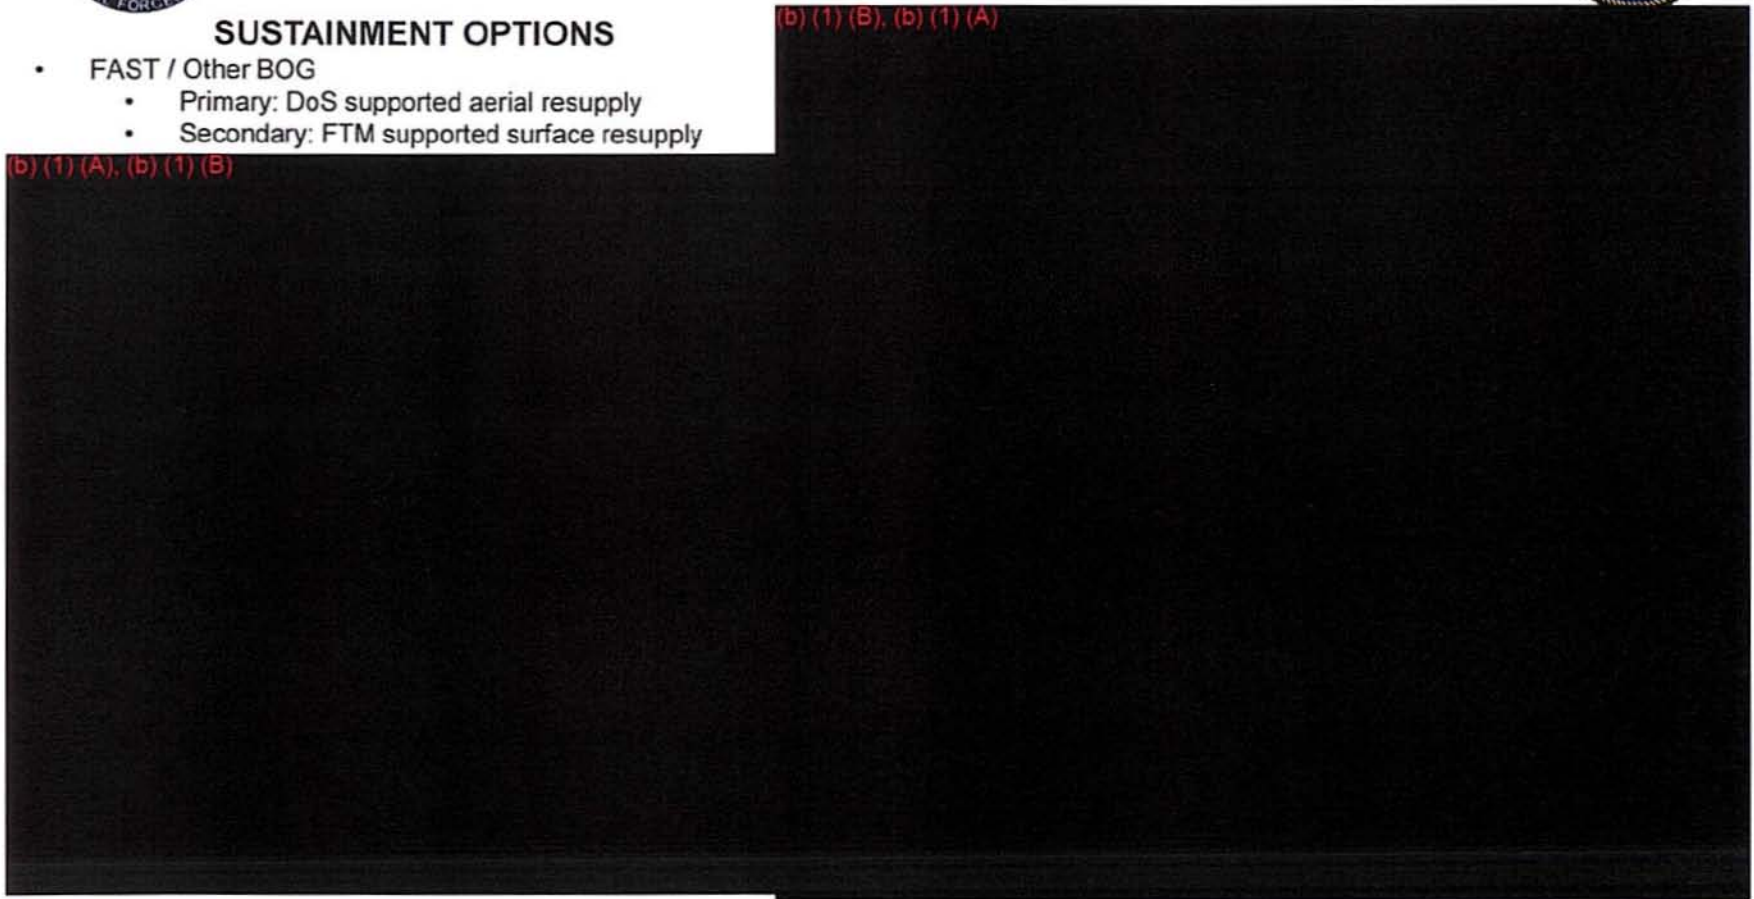 FORCES
(b) (1) (B), (b) (1) (A)
SUSTAINMENT OPTIONS
• FAST / Other BOG
• Primary: DoS supported aerial resupply
• Secondary: FTM supported surface resupply
(b) (1) (A), (b) (1) (B)